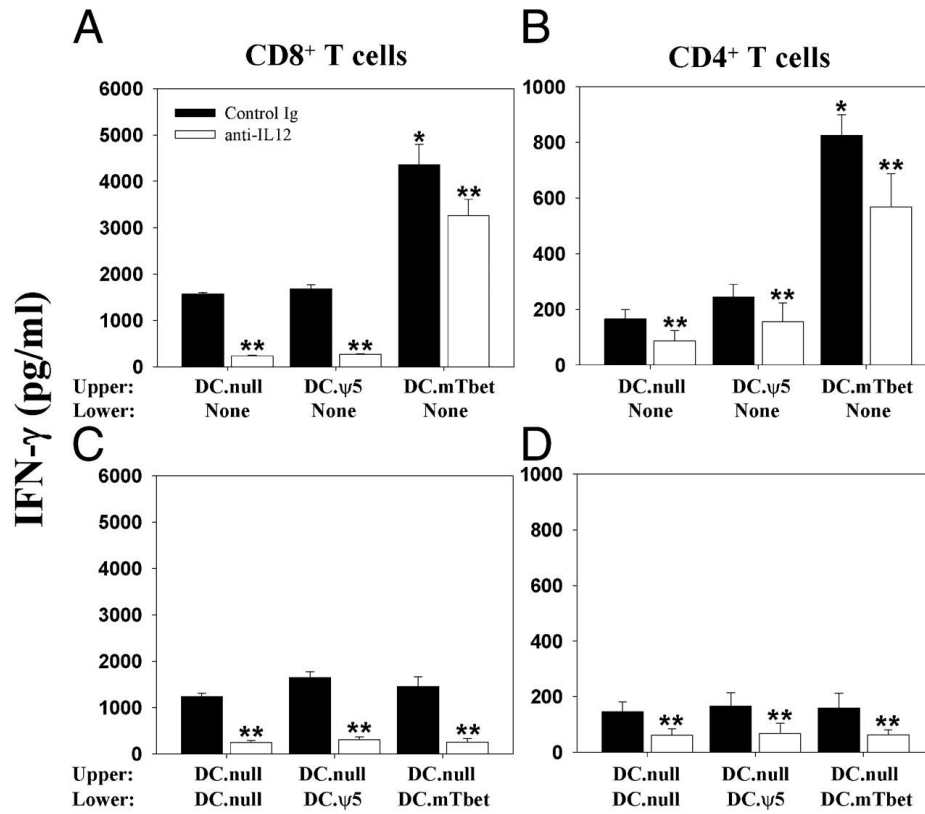 A
CD8⁺ T cells
B
CD4⁺ T cells
IFN-γ (pg/ml)
6000
5000
4000
3000
2000
1000
0
Control Ig
anti-IL12
**
**
*
**
1000
800
600
400
200
0
**
**
*
**
Upper: DC.null DC.ψ5 DC.mTbet
Lower: None None None
DC.null DC.ψ5 DC.mTbet
None None None
C
D
6000
5000
4000
3000
2000
1000
0
**
**
**
1000
800
600
400
200
0
**
**
**
Upper: DC.null DC.null DC.null
Lower: DC.null DC.ψ5 DC.mTbet
DC.null DC.null DC.null
DC.null DC.ψ5 DC.mTbet